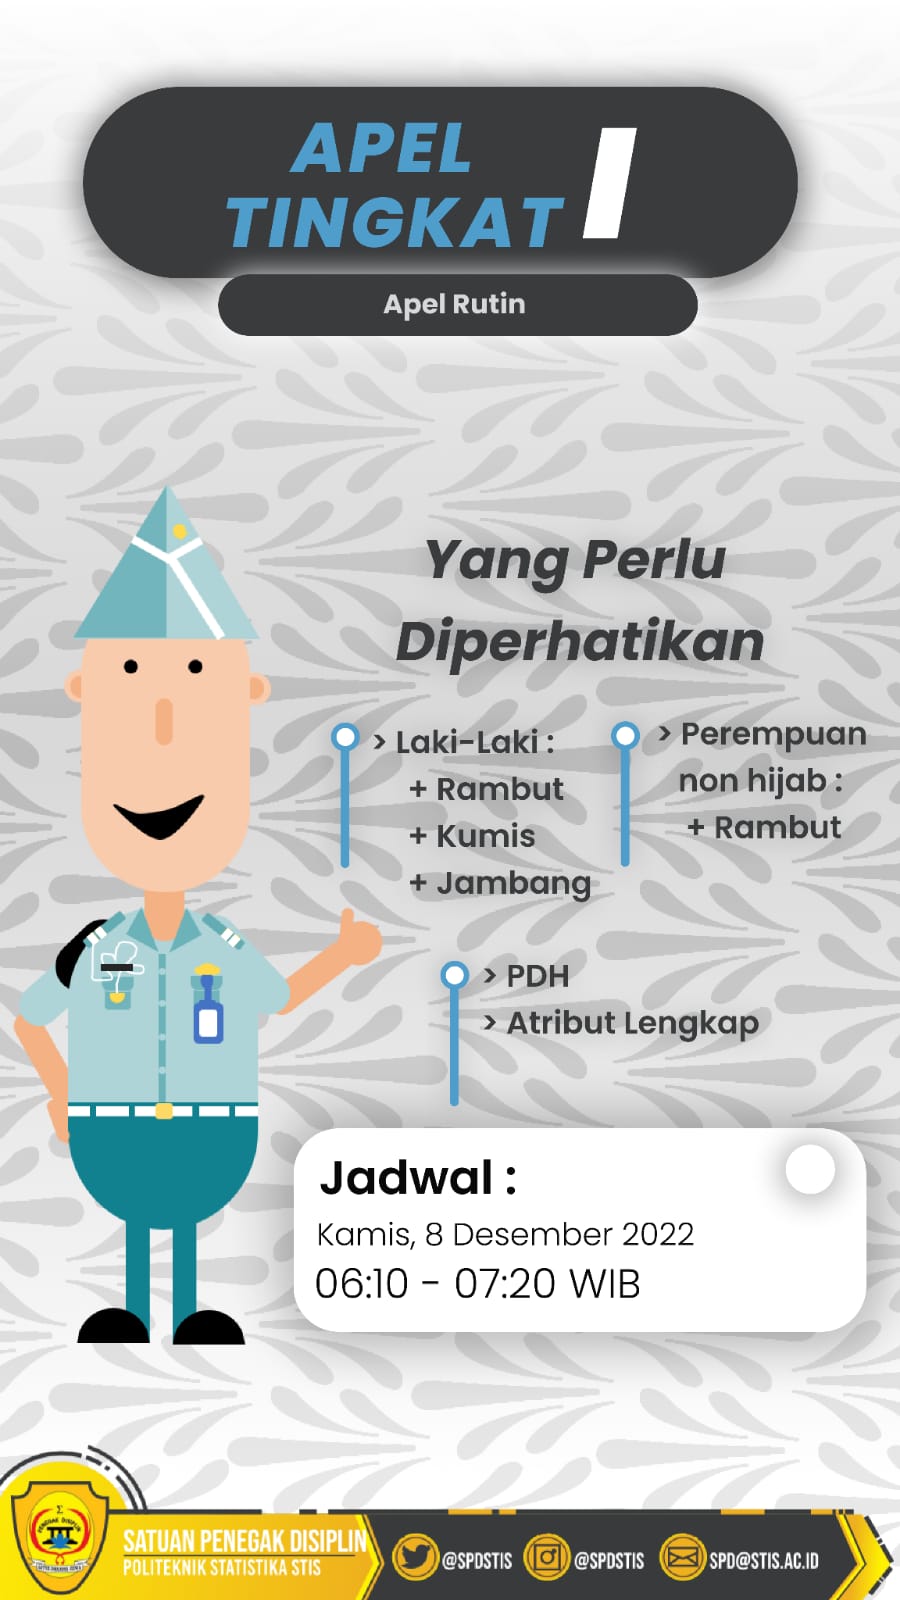 APEL
TINGKAT I
Apel Rutin
Yang Perlu
Diperhatikan
> Laki-Laki :
+ Rambut
+ Kumis
+ Jambang
> Perempuan
non hijab :
+ Rambut
> PDH
> Atribut Lengkap
Jadwal :
Kamis, 8 Desember 2022
06:10 - 07:20 WIB
PENEGAK DISIPLIN
SATUAN PENEGAK DISIPLIN
POLITEKNIK STATISTIKA STIS
@SPDSTIS
@SPDSTIS
SPD@STIS.AC.ID